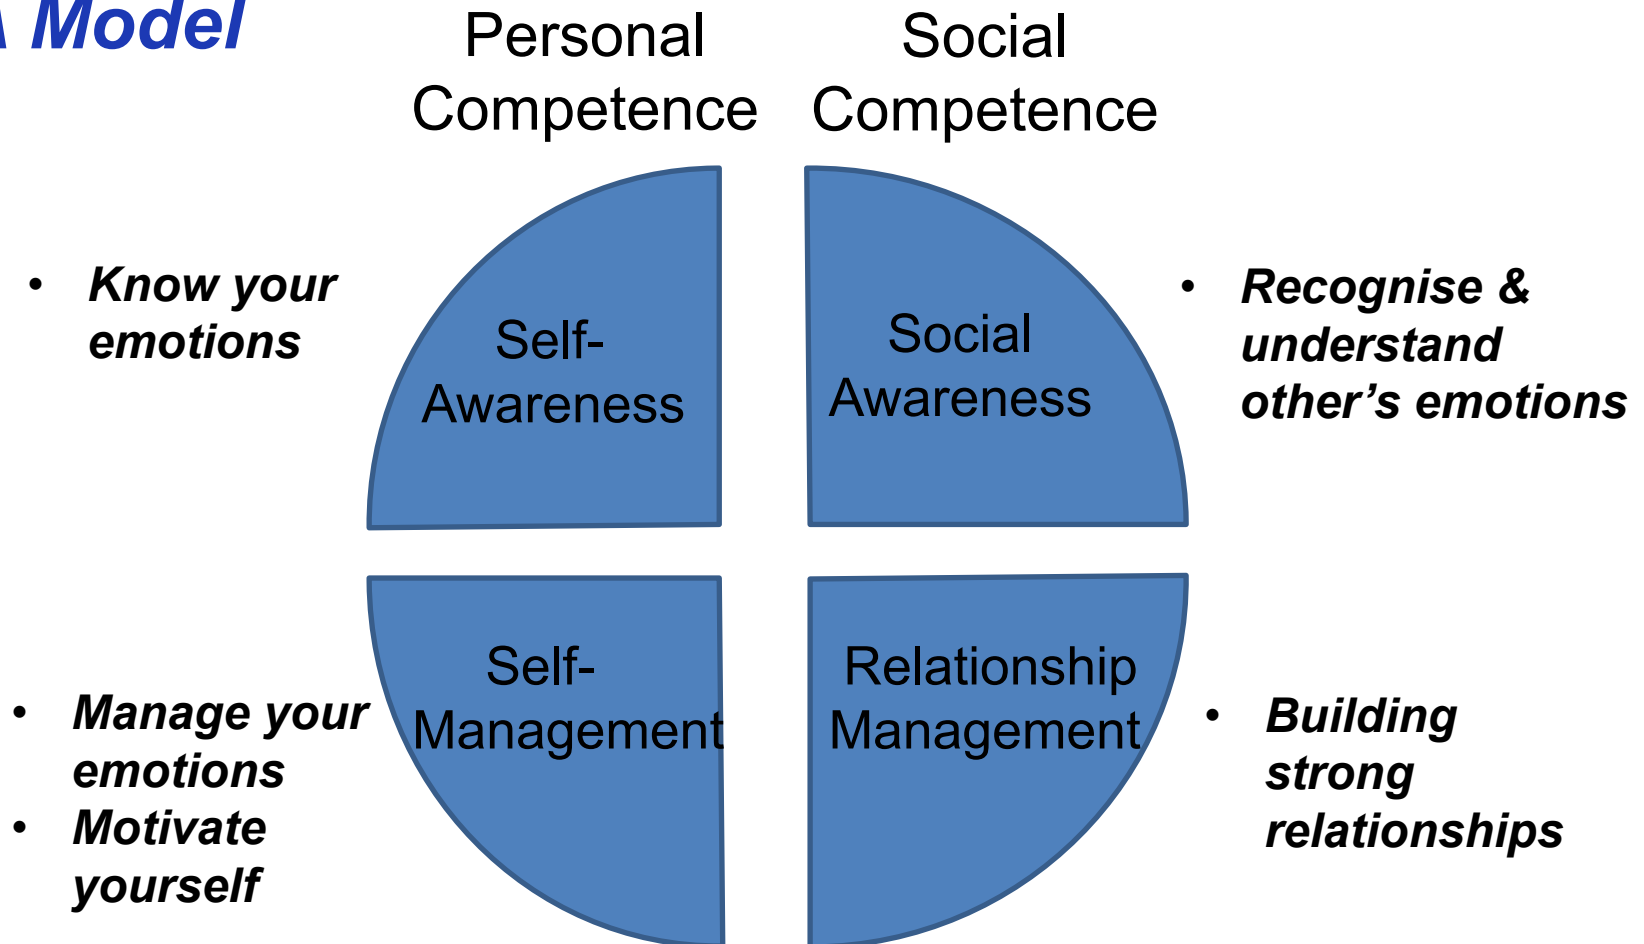 A Model
Personal
Competence
Social
Competence
• Know your
emotions
Self-
Awareness
Social
Awareness
• Recognise &
understand
other’s emotions
• Manage your
emotions
• Motivate
yourself
Self-
Management
Relationship
Management
• Building
strong
relationships